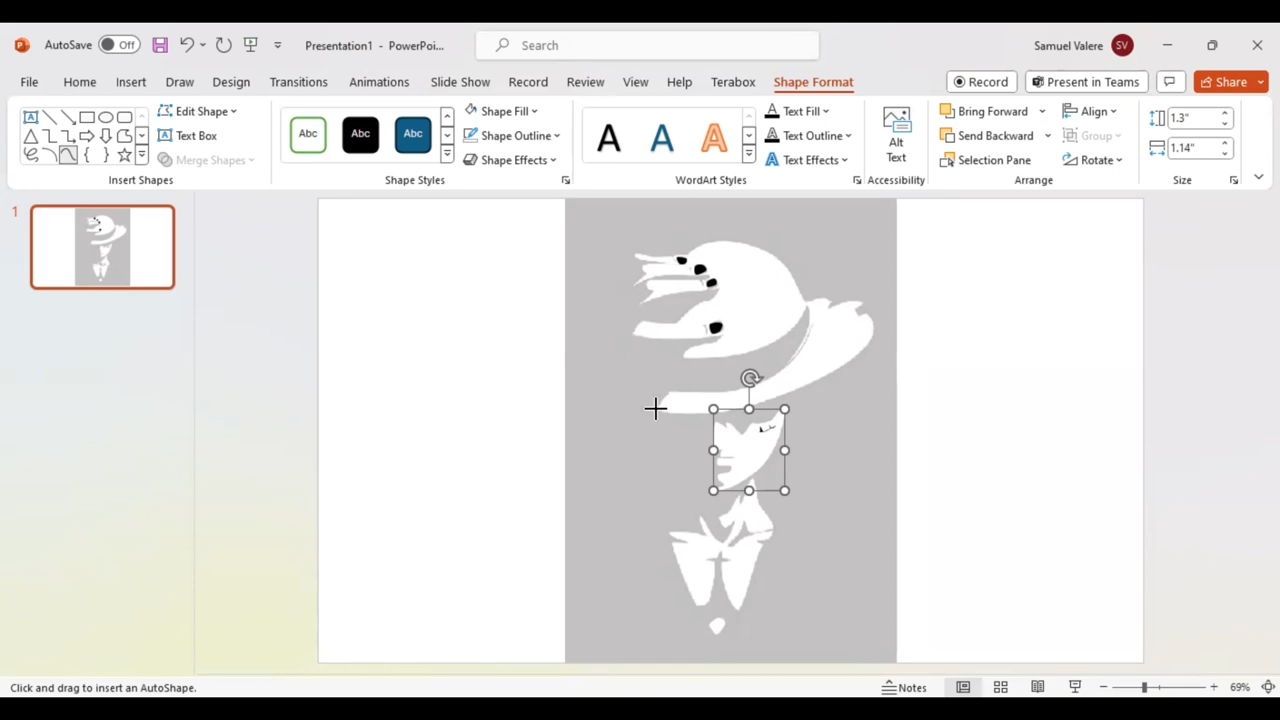 AutoSave Off Presentation1 - PowerPoi... Search Samuel Valere SV
File Home Insert Draw Design Transitions Animations Slide Show Record Review View Help Terabox Shape Format Record Present in Teams Share
Edit Shape
Text Box
Merge Shapes
Insert Shapes
Abc Abc Abc
Shape Fill
Shape Outline
Shape Effects
Shape Styles
A A A
Text Fill
Text Outline
Text Effects
WordArt Styles
Alt
Text
Accessibility
Bring Forward
Send Backward
Selection Pane
Align
Group
Rotate
Arrange
1.3"
1.14"
Size
1
Click and drag to insert an AutoShape. Notes 69%